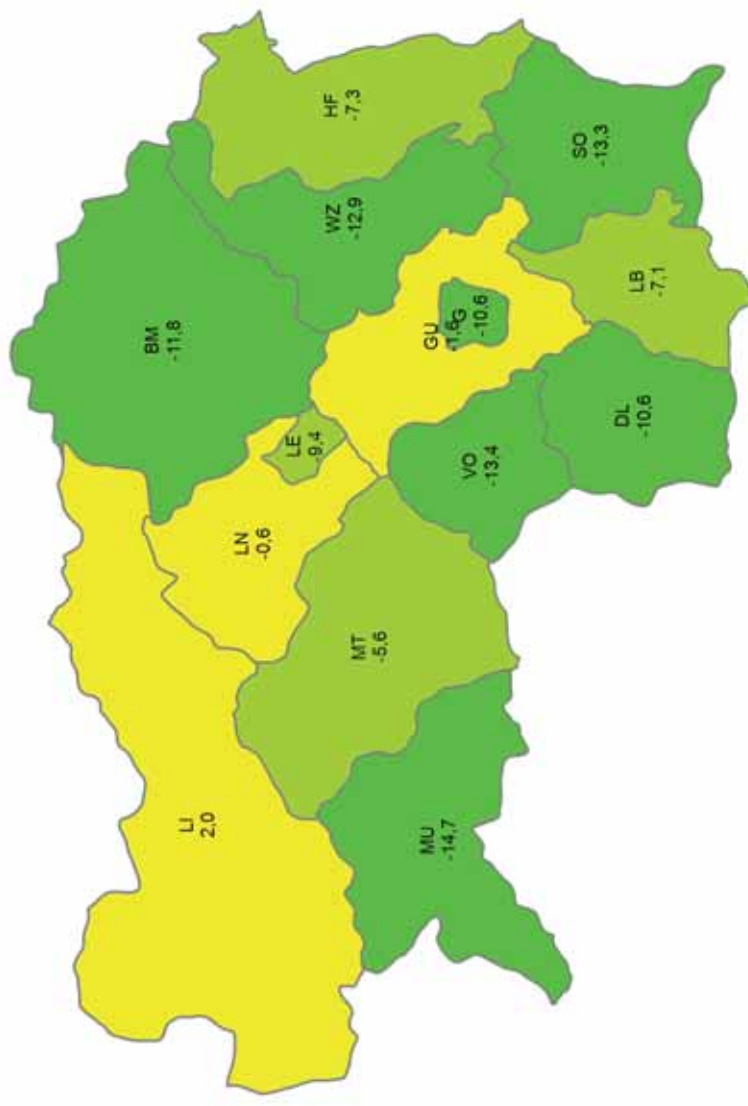 BM
-11,8
LI
2,0
LN
-0,6
LE
9,4
HF
-7,3
WZ
-12,9
MT
-5,6
MU
-14,7
GU
-1,6
G
-10,6
VO
-13,4
SO
-13,3
DL
-10,6
LB
-7,1